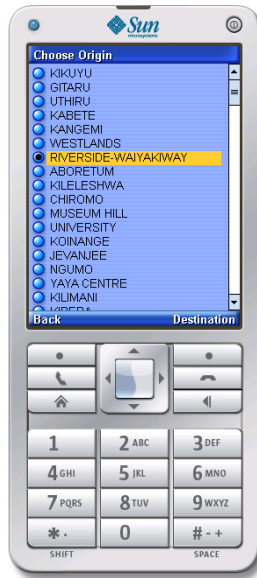 Sun
microsystems
Choose Origin
KIKUYU
GITARU
UTHIRU
KABETE
KANGEMI
WESTLANDS
RIVERSIDE-WAIYAKIWAY
ABORETUM
KILELESHWA
CHIROMO
MUSEUM HILL
UNIVERSITY
KOINANGE
JEVANJEE
NGUMO
YAYA CENTRE
KILIMANI
Back Destination
1 2 ABC 3 DEF
4 GHI 5 JKL 6 MNO
7 PQRS 8 TUV 9 WXYZ
* . 0 # - +
SHIFT SPACE